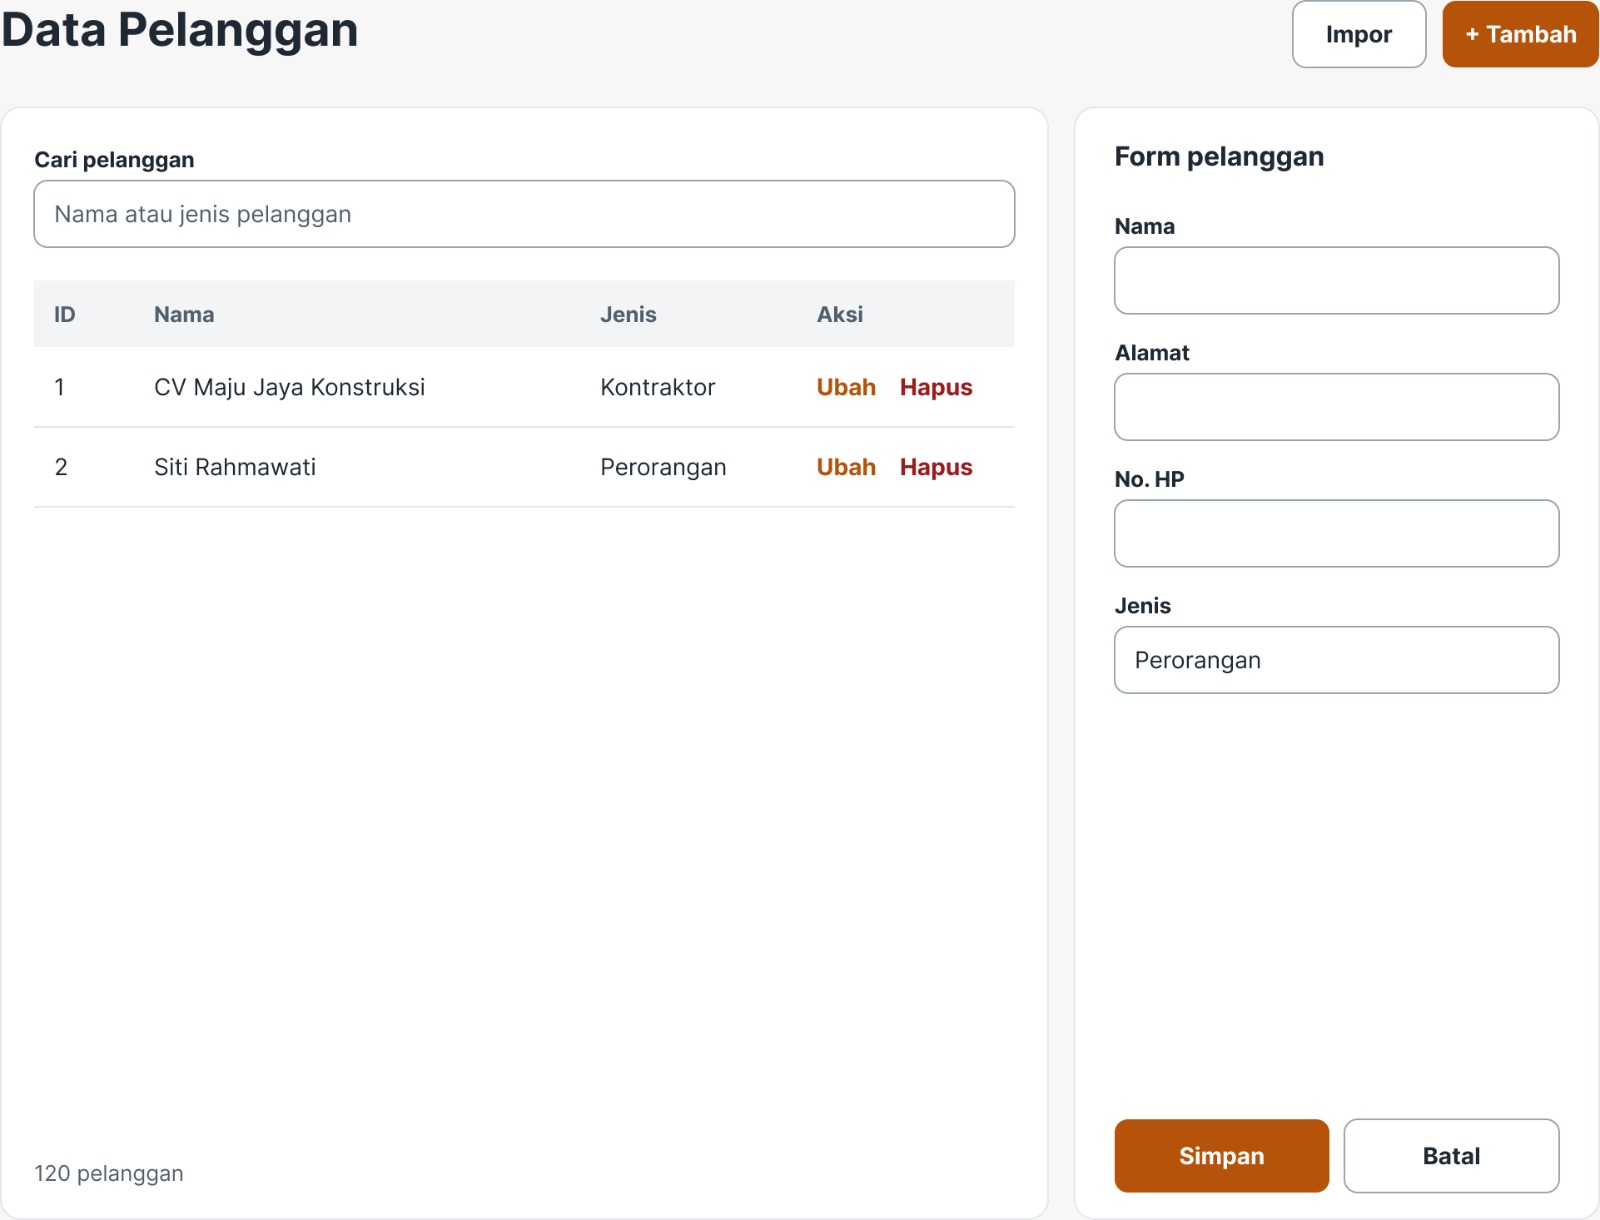 Data Pelanggan
Impor
+ Tambah
Cari pelanggan
Nama atau jenis pelanggan
ID Nama Jenis Aksi
1 CV Maju Jaya Konstruksi Kontraktor Ubah Hapus
2 Siti Rahmawati Perorangan Ubah Hapus
120 pelanggan
Form pelanggan
Nama
Alamat
No. HP
Jenis
Perorangan
Simpan
Batal